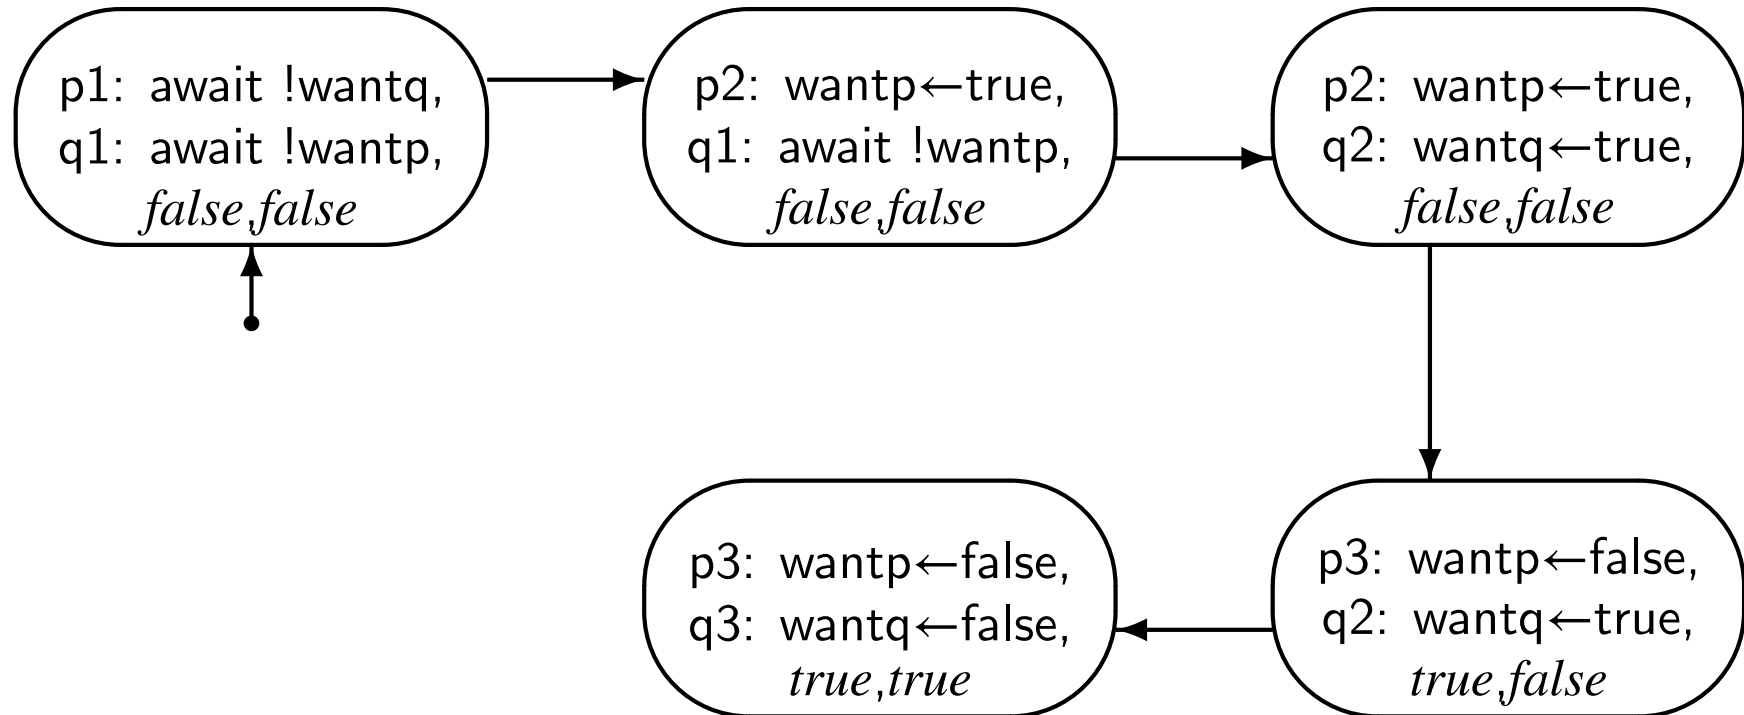 p1: await !wantq,
q1: await !wantp,
false,false
p2: wantp←true,
q1: await !wantp,
false,false
p2: wantp←true,
q2: wantq←true,
false,false
p3: wantp←false,
q3: wantq←false,
true,true
p3: wantp←false,
q2: wantq←true,
true,false